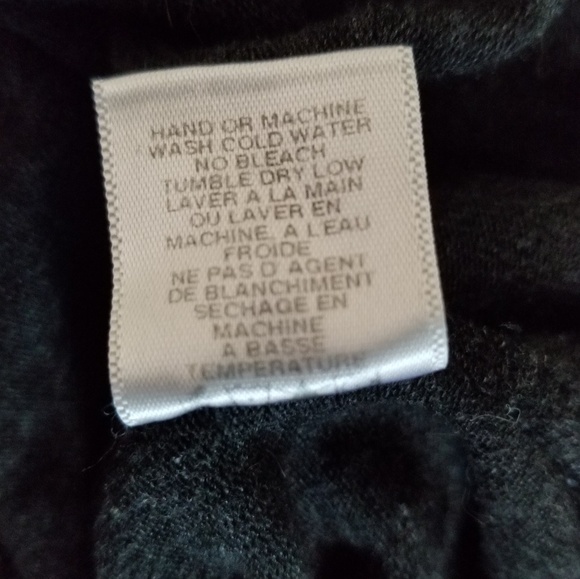 HAND OR MACHINE
WASH COLD WATER
NO BLEACH
TUMBLE DRY LOW
LAVER A LA MAIN
OU LAVER EN
MACHINE, A L'EAU
FROIDE
NE PAS D' AGENT
DE BLANCHIMENT
SECHAGE EN
MACHINE
A BASSE
TEMPERATURE